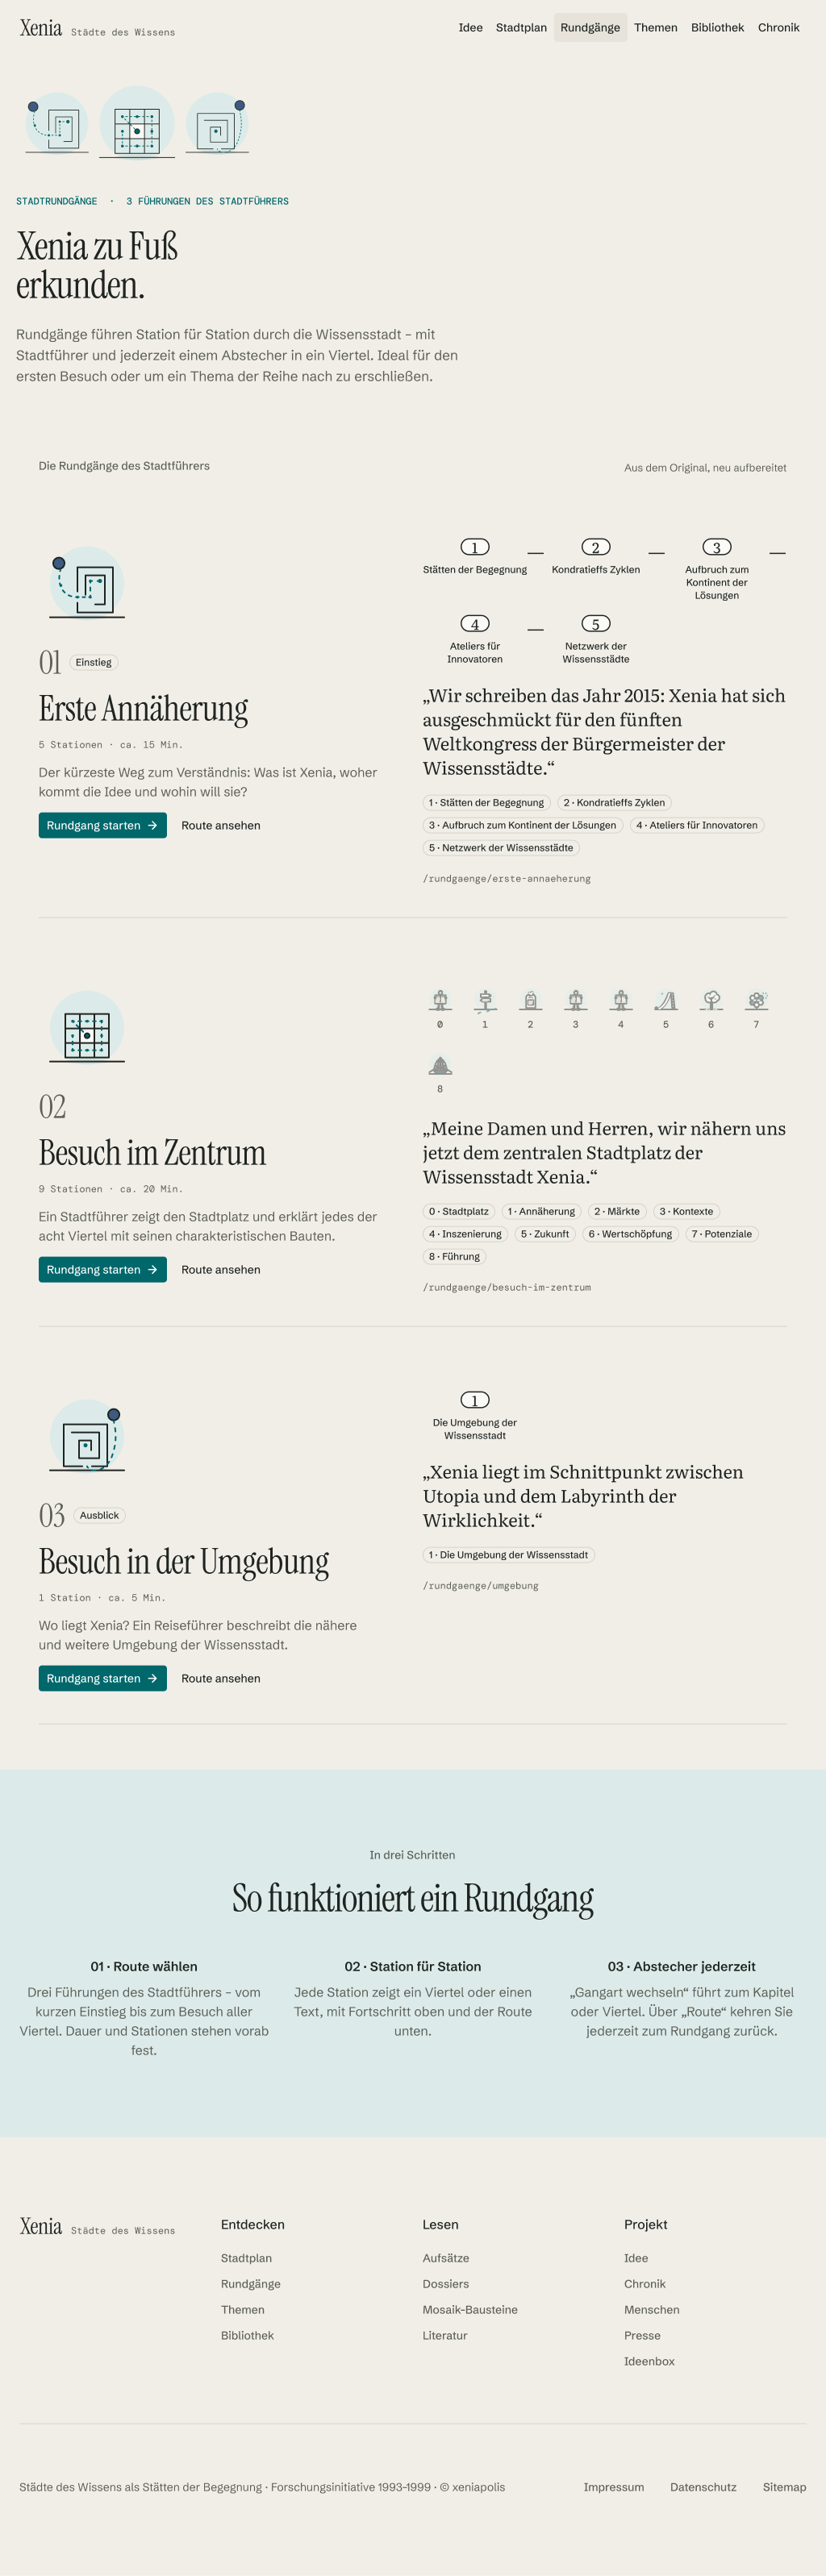 Xenia Städte des Wissens
Idee Stadtplan Rundgänge Themen Bibliothek Chronik
STADTRUNDGÄNGE · 3 FÜHRUNGEN DES STADTFÜHRERS
Xenia zu Fuß
erkunden.
Rundgänge führen Station für Station durch die Wissensstadt – mit
Stadtführer und jederzeit einem Abstecher in ein Viertel. Ideal für den
ersten Besuch oder um ein Thema der Reihe nach zu erschließen.
Die Rundgänge des Stadtführers
Aus dem Original, neu aufbereitet
01 Einstieg
Erste Annäherung
5 Stationen · ca. 15 Min.
Der kürzeste Weg zum Verständnis: Was ist Xenia, woher
kommt die Idee und wohin will sie?
Rundgang starten → Route ansehen
1 — 2 — 3 —
Stätten der Begegnung Kondratieffs Zyklen Aufbruch zum
Kontinent der
Lösungen
4 — 5
Ateliers für Netzwerk der
Innovatoren Wissensstädte
„Wir schreiben das Jahr 2015: Xenia hat sich
ausgeschmückt für den fünften
Weltkongress der Bürgermeister der
Wissensstädte.“
1 · Stätten der Begegnung 2 · Kondratieffs Zyklen
3 · Aufbruch zum Kontinent der Lösungen 4 · Ateliers für Innovatoren
5 · Netzwerk der Wissensstädte
/rundgaenge/erste-annaeherung
02
Besuch im Zentrum
9 Stationen · ca. 20 Min.
Ein Stadtführer zeigt den Stadtplatz und erklärt jedes der
acht Viertel mit seinen charakteristischen Bauten.
Rundgang starten → Route ansehen
0 1 2 3 4 5 6 7
8
„Meine Damen und Herren, wir nähern uns
jetzt dem zentralen Stadtplatz der
Wissensstadt Xenia.“
0 · Stadtplatz 1 · Annäherung 2 · Märkte 3 · Kontexte
4 · Inszenierung 5 · Zukunft 6 · Wertschöpfung 7 · Potenziale
8 · Führung
/rundgaenge/besuch-im-zentrum
03 Ausblick
Besuch in der Umgebung
1 Station · ca. 5 Min.
Wo liegt Xenia? Ein Reiseführer beschreibt die nähere
und weitere Umgebung der Wissensstadt.
Rundgang starten → Route ansehen
1
Die Umgebung der
Wissensstadt
„Xenia liegt im Schnittpunkt zwischen
Utopia und dem Labyrinth der
Wirklichkeit.“
1 · Die Umgebung der Wissensstadt
/rundgaenge/umgebung
In drei Schritten
So funktioniert ein Rundgang
01 · Route wählen
Drei Führungen des Stadtführers – vom
kurzen Einstieg bis zum Besuch aller
Viertel. Dauer und Stationen stehen vorab
fest.
02 · Station für Station
Jede Station zeigt ein Viertel oder einen
Text, mit Fortschritt oben und der Route
unten.
03 · Abstecher jederzeit
„Gangart wechseln“ führt zum Kapitel
oder Viertel. Über „Route“ kehren Sie
jederzeit zum Rundgang zurück.
Xenia Städte des Wissens
Entdecken
Stadtplan
Rundgänge
Themen
Bibliothek
Lesen
Aufsätze
Dossiers
Mosaik-Bausteine
Literatur
Projekt
Idee
Chronik
Menschen
Presse
Ideenbox
Städte des Wissens als Stätten der Begegnung · Forschungsinitiative 1993–1999 · © xeniapolis
Impressum Datenschutz Sitemap